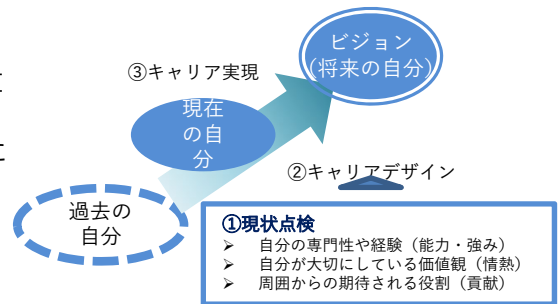 ビジョン
(将来の自分)
③キャリア実現
現在
の自
分
に
②キャリアデザイン
過去の
自分
①現状点検
➢ 自分の専門性や経験（能力・強み）
➢ 自分が大切にしている価値観（情熱）
➢ 周囲からの期待される役割（貢献）